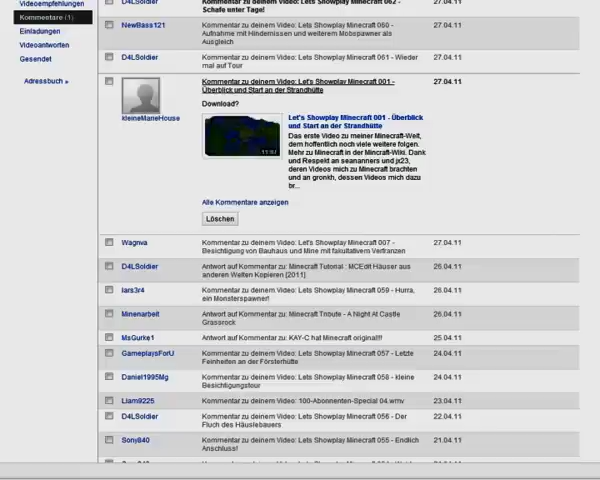 Videoempfehlungen
Kommentare (1)
Einladungen
Videoantworten
Gesendet
Adressbuch »
D4LSoldier
Kommentar zu deinem Video: Lets Showplay Minecraft 062 -
Schafe unter Tage!
27.04.11
NewBass121
Kommentar zu deinem Video: Lets Showplay Minecraft 060 -
Aufnahme mit Hindernissen und weiterem Mobspawner als
Ausgleich
27.04.11
D4LSoldier
Kommentar zu deinem Video: Lets Showplay Minecraft 061 - Wieder
mal auf Tour
27.04.11
kleineMarieHouse
Kommentar zu deinem Video: Let's Showplay Minecraft 001 -
Überblick und Start an der Strandhütte
27.04.11
Download?
11:07
Let's Showplay Minecraft 001 - Überblick
und Start an der Strandhütte
Das erste Video zu meiner Minecraft-Welt,
dem hoffentlich noch viele weitere folgen.
Mehr zu Minecraft in der Mincraft-Wiki. Dank
und Respekt an seananners und jx23,
deren Videos mich zu Minecraft brachten
und an gronkh, dessen Videos mich dazu
br...
Alle Kommentare anzeigen
Löschen
Wagnva
Kommentar zu deinem Video: Lets Showplay Minecraft 007 -
Besichtigung von Bauhaus und Mine mit fakultativem Verfranzen
27.04.11
D4LSoldier
Antwort auf Kommentar zu: Minecraft Tutorial : MCEdit Häuser aus
anderen Welten Kopieren [2011]
26.04.11
lars3r4
Kommentar zu deinem Video: Lets Showplay Minecraft 059 - Hurra,
ein Monsterspawner!
26.04.11
Minenarbeit
Antwort auf Kommentar zu: Minecraft Tribute - A Night At Castle
Grassrock
26.04.11
MsGurke1
Antwort auf Kommentar zu: KAY-C hat Minecraft original!!!
25.04.11
GameplaysForU
Kommentar zu deinem Video: Lets Showplay Minecraft 057 - Letzte
Feinheiten an der Försterhütte
24.04.11
Daniel1995Mg
Kommentar zu deinem Video: Lets Showplay Minecraft 058 - kleine
Besichtigungstour
24.04.11
Liam9225
Kommentar zu deinem Video: 100-Abonnenten-Special 04.wmv
23.04.11
D4LSoldier
Kommentar zu deinem Video: Lets Showplay Minecraft 056 - Der
Fluch des Häuslebauers
22.04.11
Sony840
Kommentar zu deinem Video: Lets Showplay Minecraft 055 - Endlich
Anschluss!
21.04.11